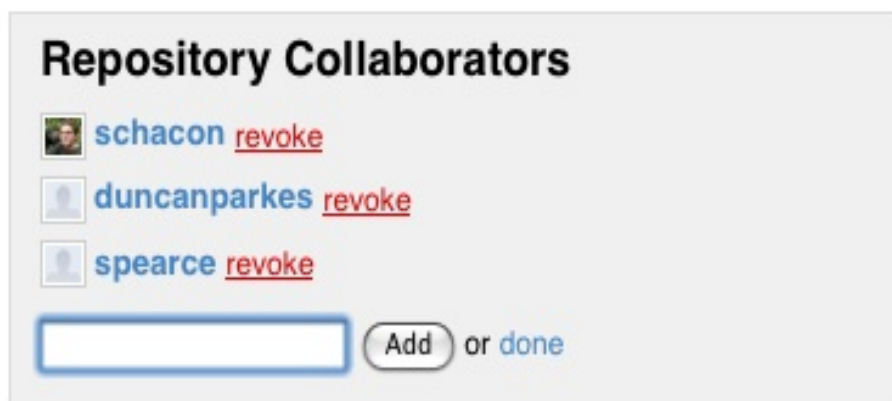 Repository Collaborators
schacon revoke
duncanparkes revoke
spearce revoke
Add or done